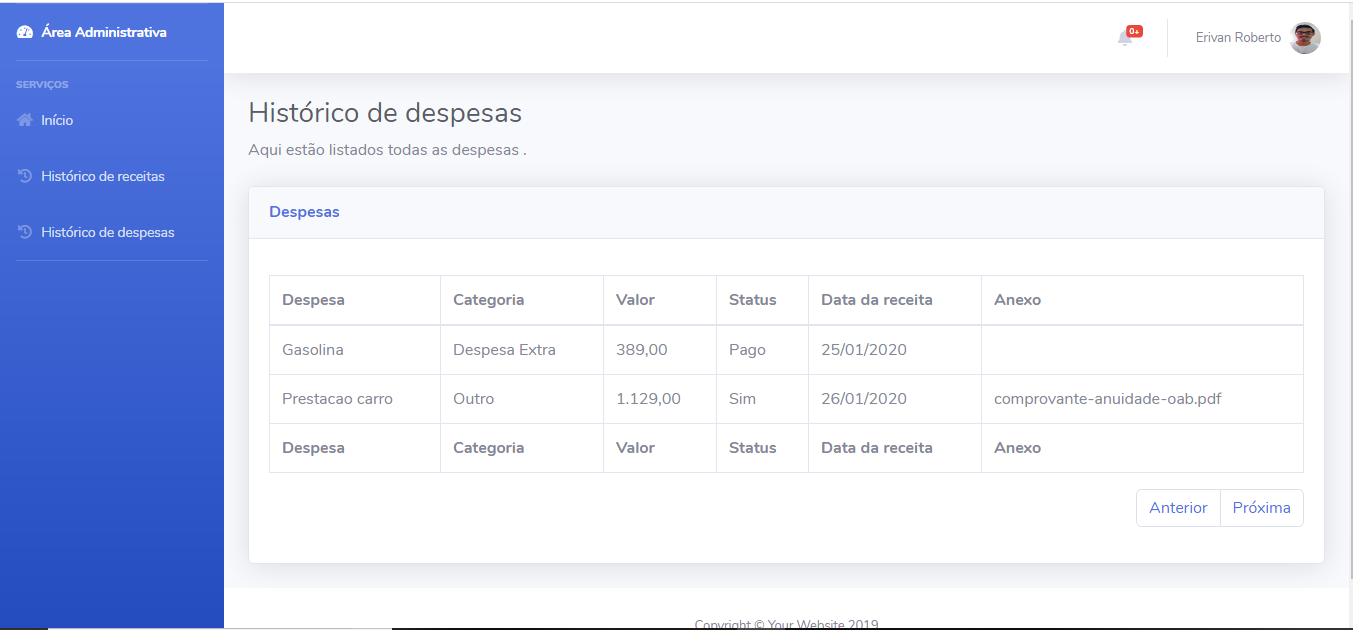 Área Administrativa
SERVIÇOS
Início
Histórico de receitas
Histórico de despesas
0+
Erivan Roberto
Histórico de despesas
Aqui estão listados todas as despesas .
Despesas
Despesa Categoria Valor Status Data da receita Anexo
Gasolina Despesa Extra 389,00 Pago 25/01/2020
Prestacao carro Outro 1.129,00 Sim 26/01/2020 comprovante-anuidade-oab.pdf
Despesa Categoria Valor Status Data da receita Anexo
Anterior Próxima
Copyright © Your Website 2019